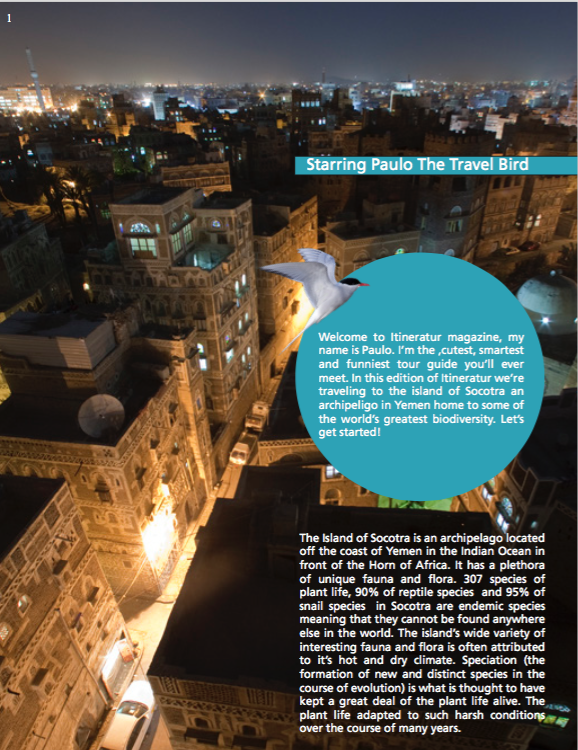 1
Starring Paulo The Travel Bird
Welcome to Itineratur magazine, my
name is Paulo. I'm the ,cutest, smartest
and funniest tour guide you'll ever
meet. In this edition of Itineratur we're
traveling to the island of Socotra an
archipeligo in Yemen home to some of
the world's greatest biodiversity. Let's
get started!
The Island of Socotra is an archipelago located
off the coast of Yemen in the Indian Ocean in
front of the Horn of Africa. It has a plethora
of unique fauna and flora. 307 species of
plant life, 90% of reptile species and 95% of
snail species in Socotra are endemic species
meaning that they cannot be found anywhere
else in the world. The island's wide variety of
interesting fauna and flora is often attributed
to it's hot and dry climate. Speciation (the
formation of new and distinct species in the
course of evolution) is what is thought to have
kept a great deal of the plant life alive. The
plant life adapted to such harsh conditions
over the course of many years.